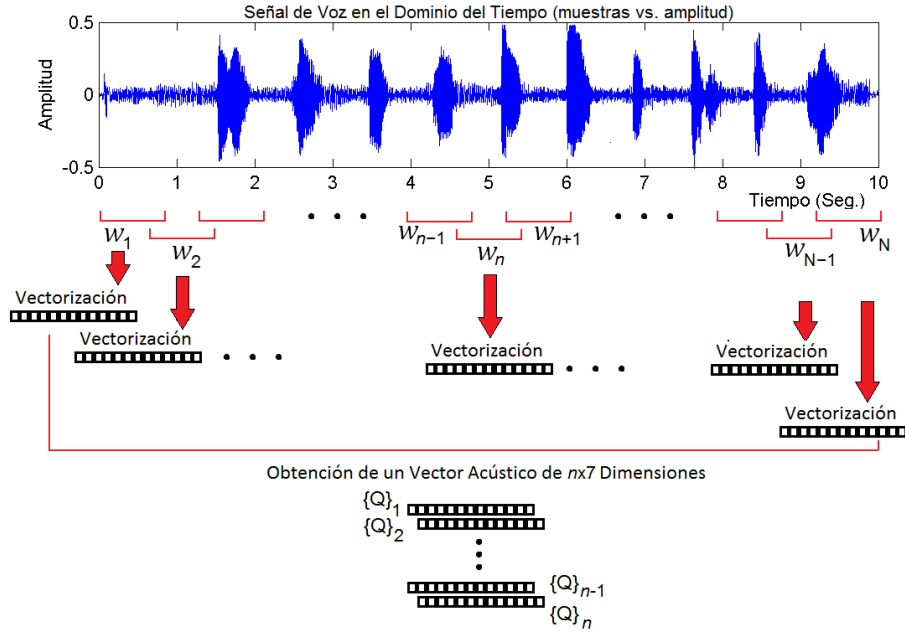 Señal de Voz en el Dominio del Tiempo (muestras vs. amplitud)
Amplitud
0.5
0
-0.5
0 1 2 3 4 5 6 7 8 9 10
Tiempo (Seg.)
w1 w2 wn−1 wn wn+1 wN−1 wN
Vectorización
Vectorización
Vectorización
Vectorización
Vectorización
Obtención de un Vector Acústico de nx7 Dimensiones
{Q}1
{Q}2
{Q}n-1
{Q}n